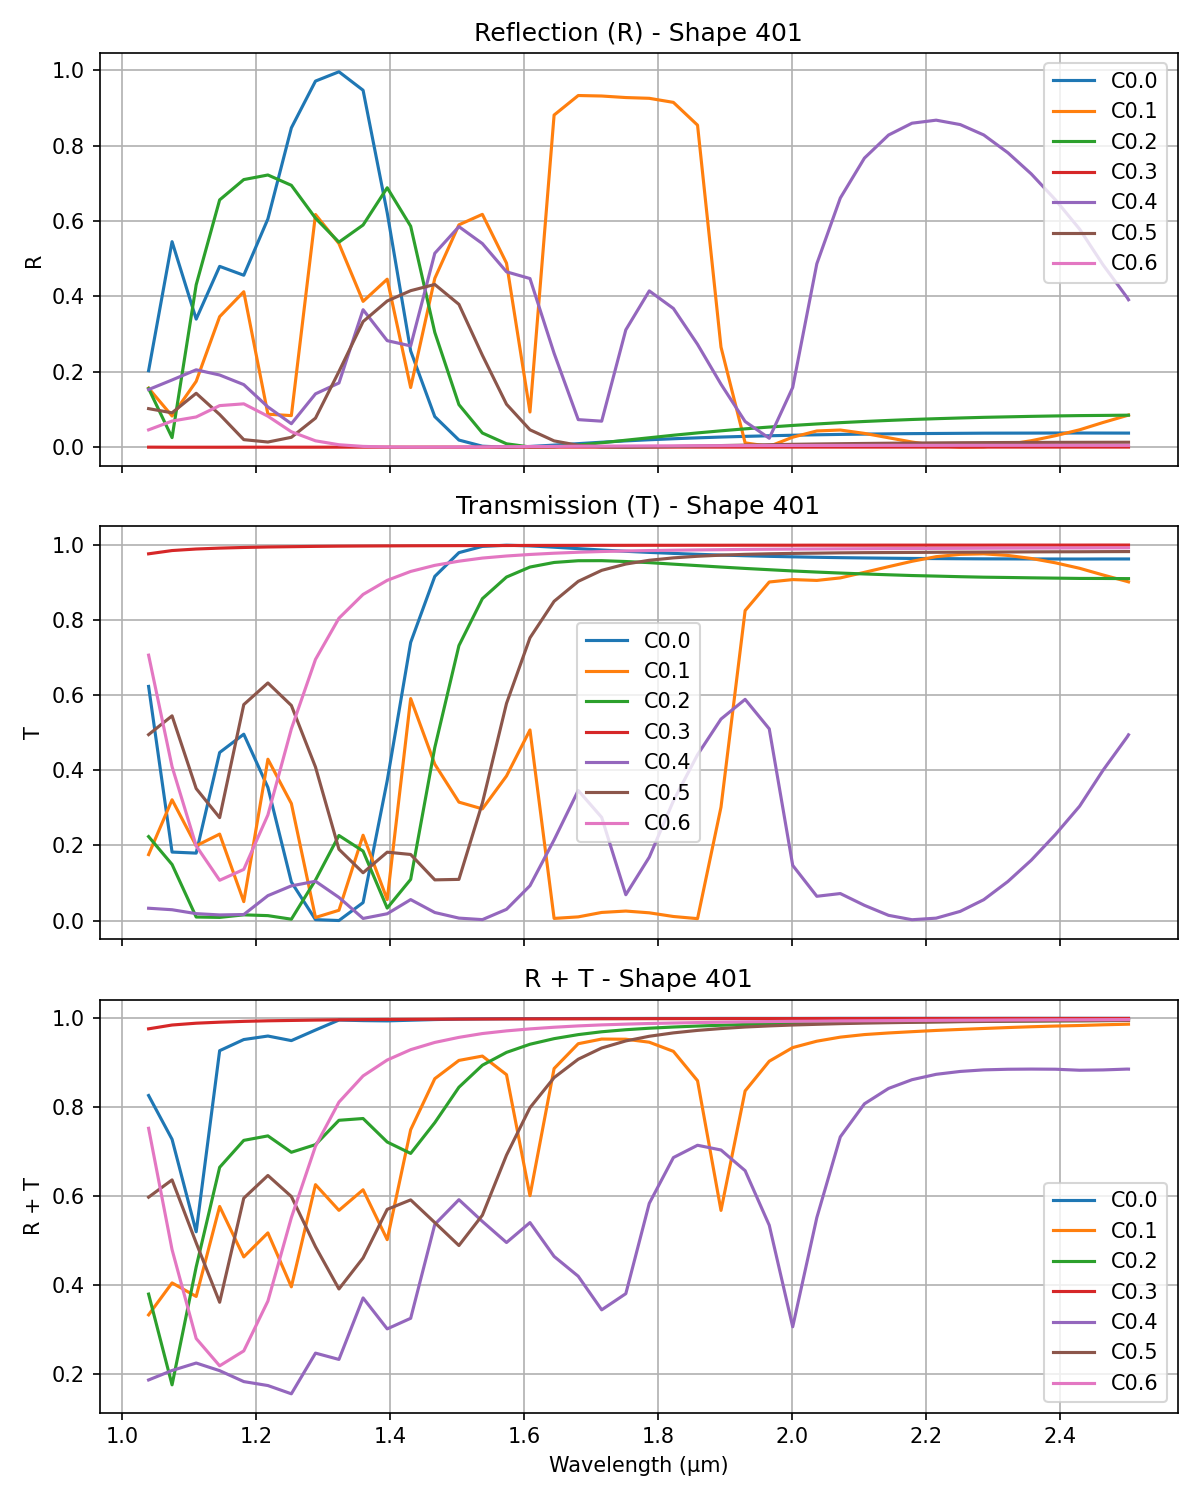 Reflection (R) - Shape 401
1.0
0.8
0.6
0.4
0.2
0.0
R
C0.0
C0.1
C0.2
C0.3
C0.4
C0.5
C0.6
Transmission (T) - Shape 401
1.0
0.8
0.6
0.4
0.2
0.0
T
C0.0
C0.1
C0.2
C0.3
C0.4
C0.5
C0.6
R + T - Shape 401
1.0
0.8
0.6
0.4
0.2
R + T
C0.0
C0.1
C0.2
C0.3
C0.4
C0.5
C0.6
1.0 1.2 1.4 1.6 1.8 2.0 2.2 2.4
Wavelength (μm)